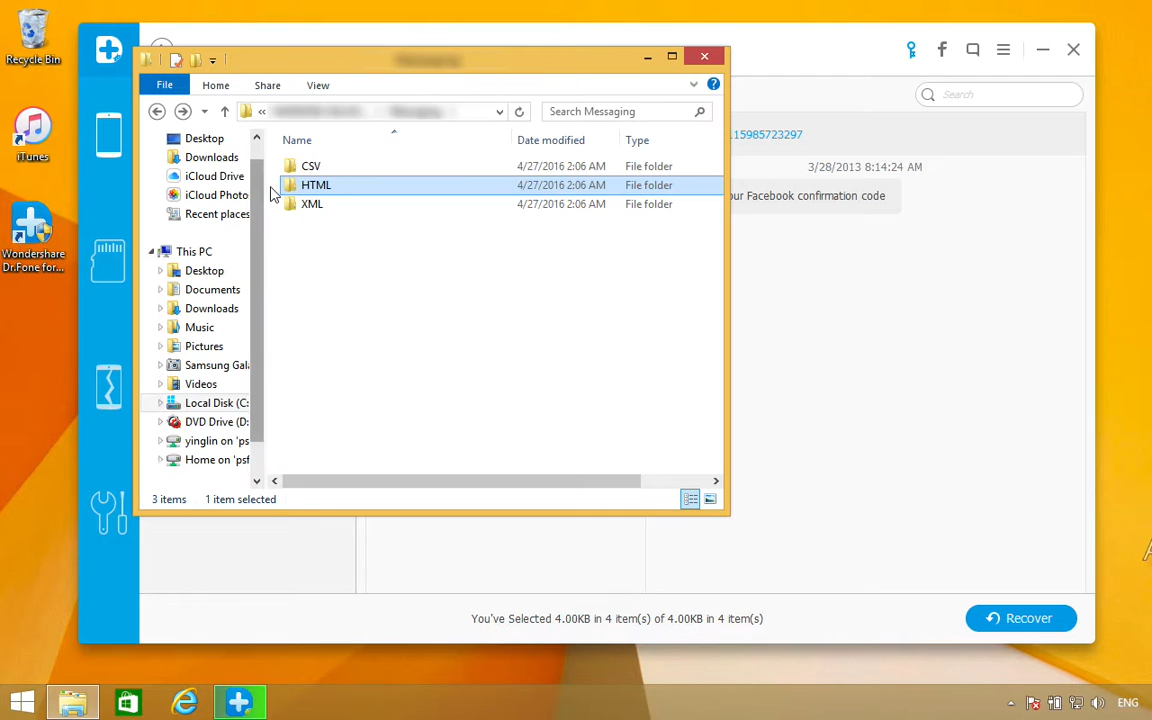 Recycle Bin
iTunes
Wondershare
Dr.Fone for...
File
Home
Share
View
«
Search Messaging
Desktop
Downloads
iCloud Drive
iCloud Photo
Recent places
This PC
Desktop
Documents
Downloads
Music
Pictures
Samsung Gala
Videos
Local Disk (C:
DVD Drive (D:
yinglin on 'ps
Home on 'psf
Name
Date modified
Type
CSV
4/27/2016 2:06 AM
File folder
HTML
4/27/2016 2:06 AM
File folder
XML
4/27/2016 2:06 AM
File folder
3 items
1 item selected
Search
115985723297
3/28/2013 8:14:24 AM
our Facebook confirmation code
You've Selected 4.00KB in 4 item(s) of 4.00KB in 4 item(s)
Recover
ENG